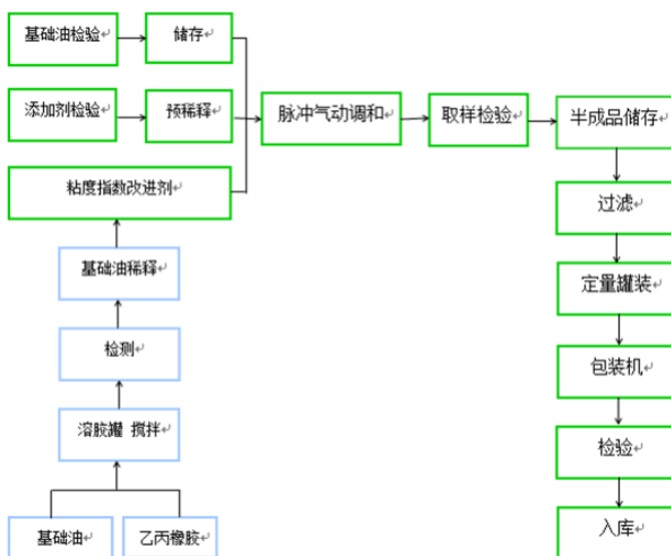 基础油检验
储存
添加剂检验
预稀释
脉冲气动调和
取样检验
半成品储存
粘度指数改进剂
过滤
基础油稀释
定量罐装
检测
包装机
溶胶罐 搅拌
检验
基础油
乙丙橡胶
入库